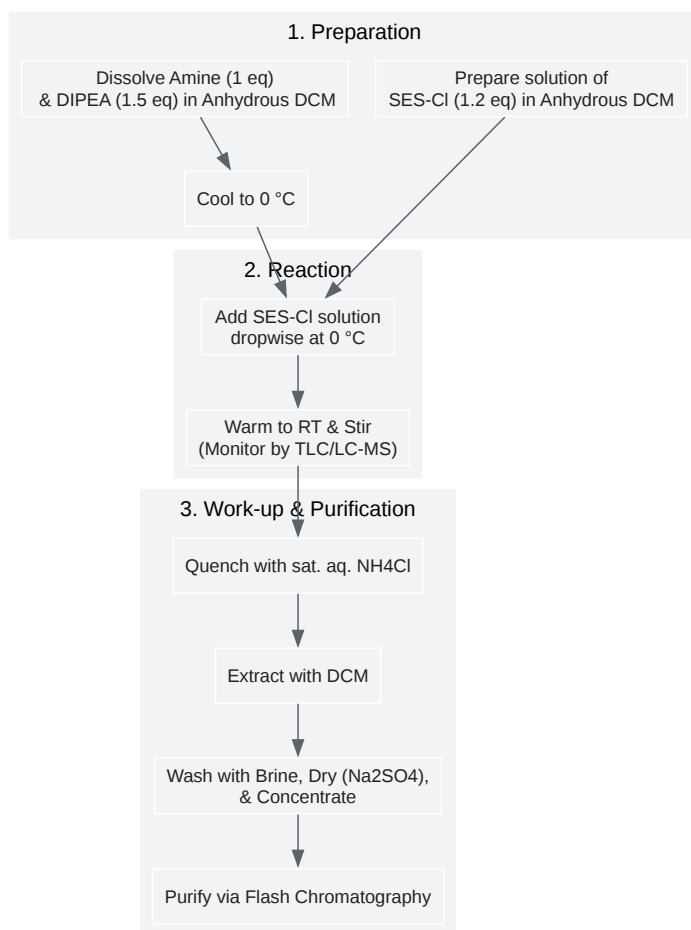 1. Preparation
Dissolve Amine (1 eq)
& DIPEA (1.5 eq) in Anhydrous DCM
Prepare solution of
SES-Cl (1.2 eq) in Anhydrous DCM
Cool to 0 °C
2. Reaction
Add SES-Cl solution
dropwise at 0 °C
Warm to RT & Stir
(Monitor by TLC/LC-MS)
3. Work-up & Purification
Quench with sat. aq. NH4Cl
Extract with DCM
Wash with Brine, Dry (Na2SO4),
& Concentrate
Purify via Flash Chromatography